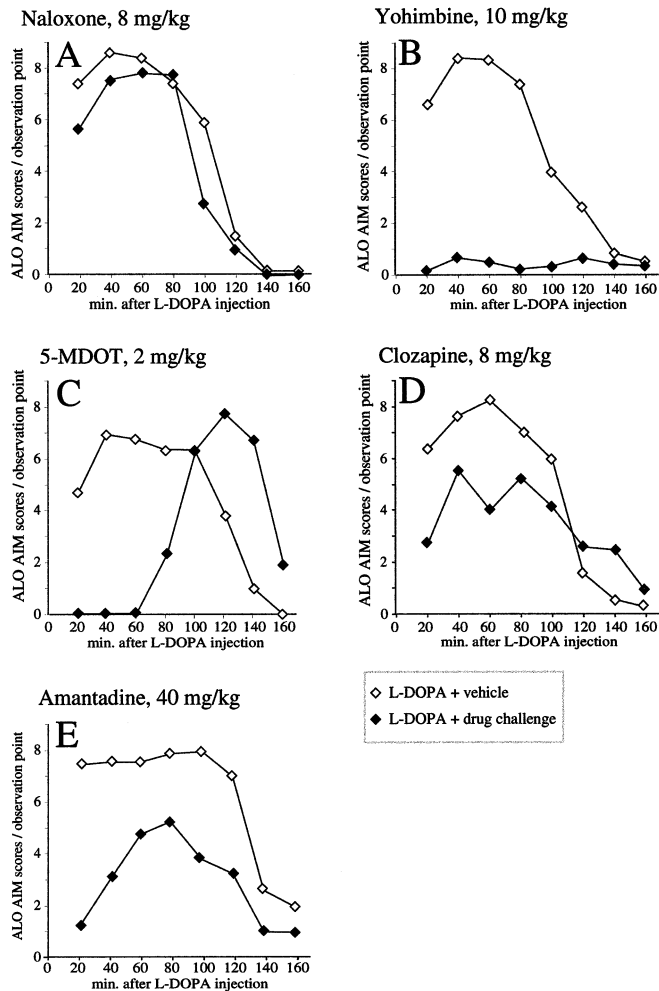 Naloxone, 8 mg/kg
A
ALO AIM scores / observation point
8
6
4
2
0
0 20 40 60 80 100 120 140 160
min. after L-DOPA injection
Yohimbine, 10 mg/kg
B
ALO AIM scores / observation point
8
6
4
2
0
0 20 40 60 80 100 120 140 160
min. after L-DOPA injection
5-MDOT, 2 mg/kg
C
ALO AIM scores / observation point
8
6
4
2
0
0 20 40 60 80 100 120 140 160
min. after L-DOPA injection
Clozapine, 8 mg/kg
D
ALO AIM scores / observation point
8
6
4
2
0
0 20 40 60 80 100 120 140 160
min. after L-DOPA injection
L-DOPA + vehicle
L-DOPA + drug challenge
Amantadine, 40 mg/kg
E
ALO AIM scores / observation point
8
6
4
2
0
0 20 40 60 80 100 120 140 160
min. after L-DOPA injection